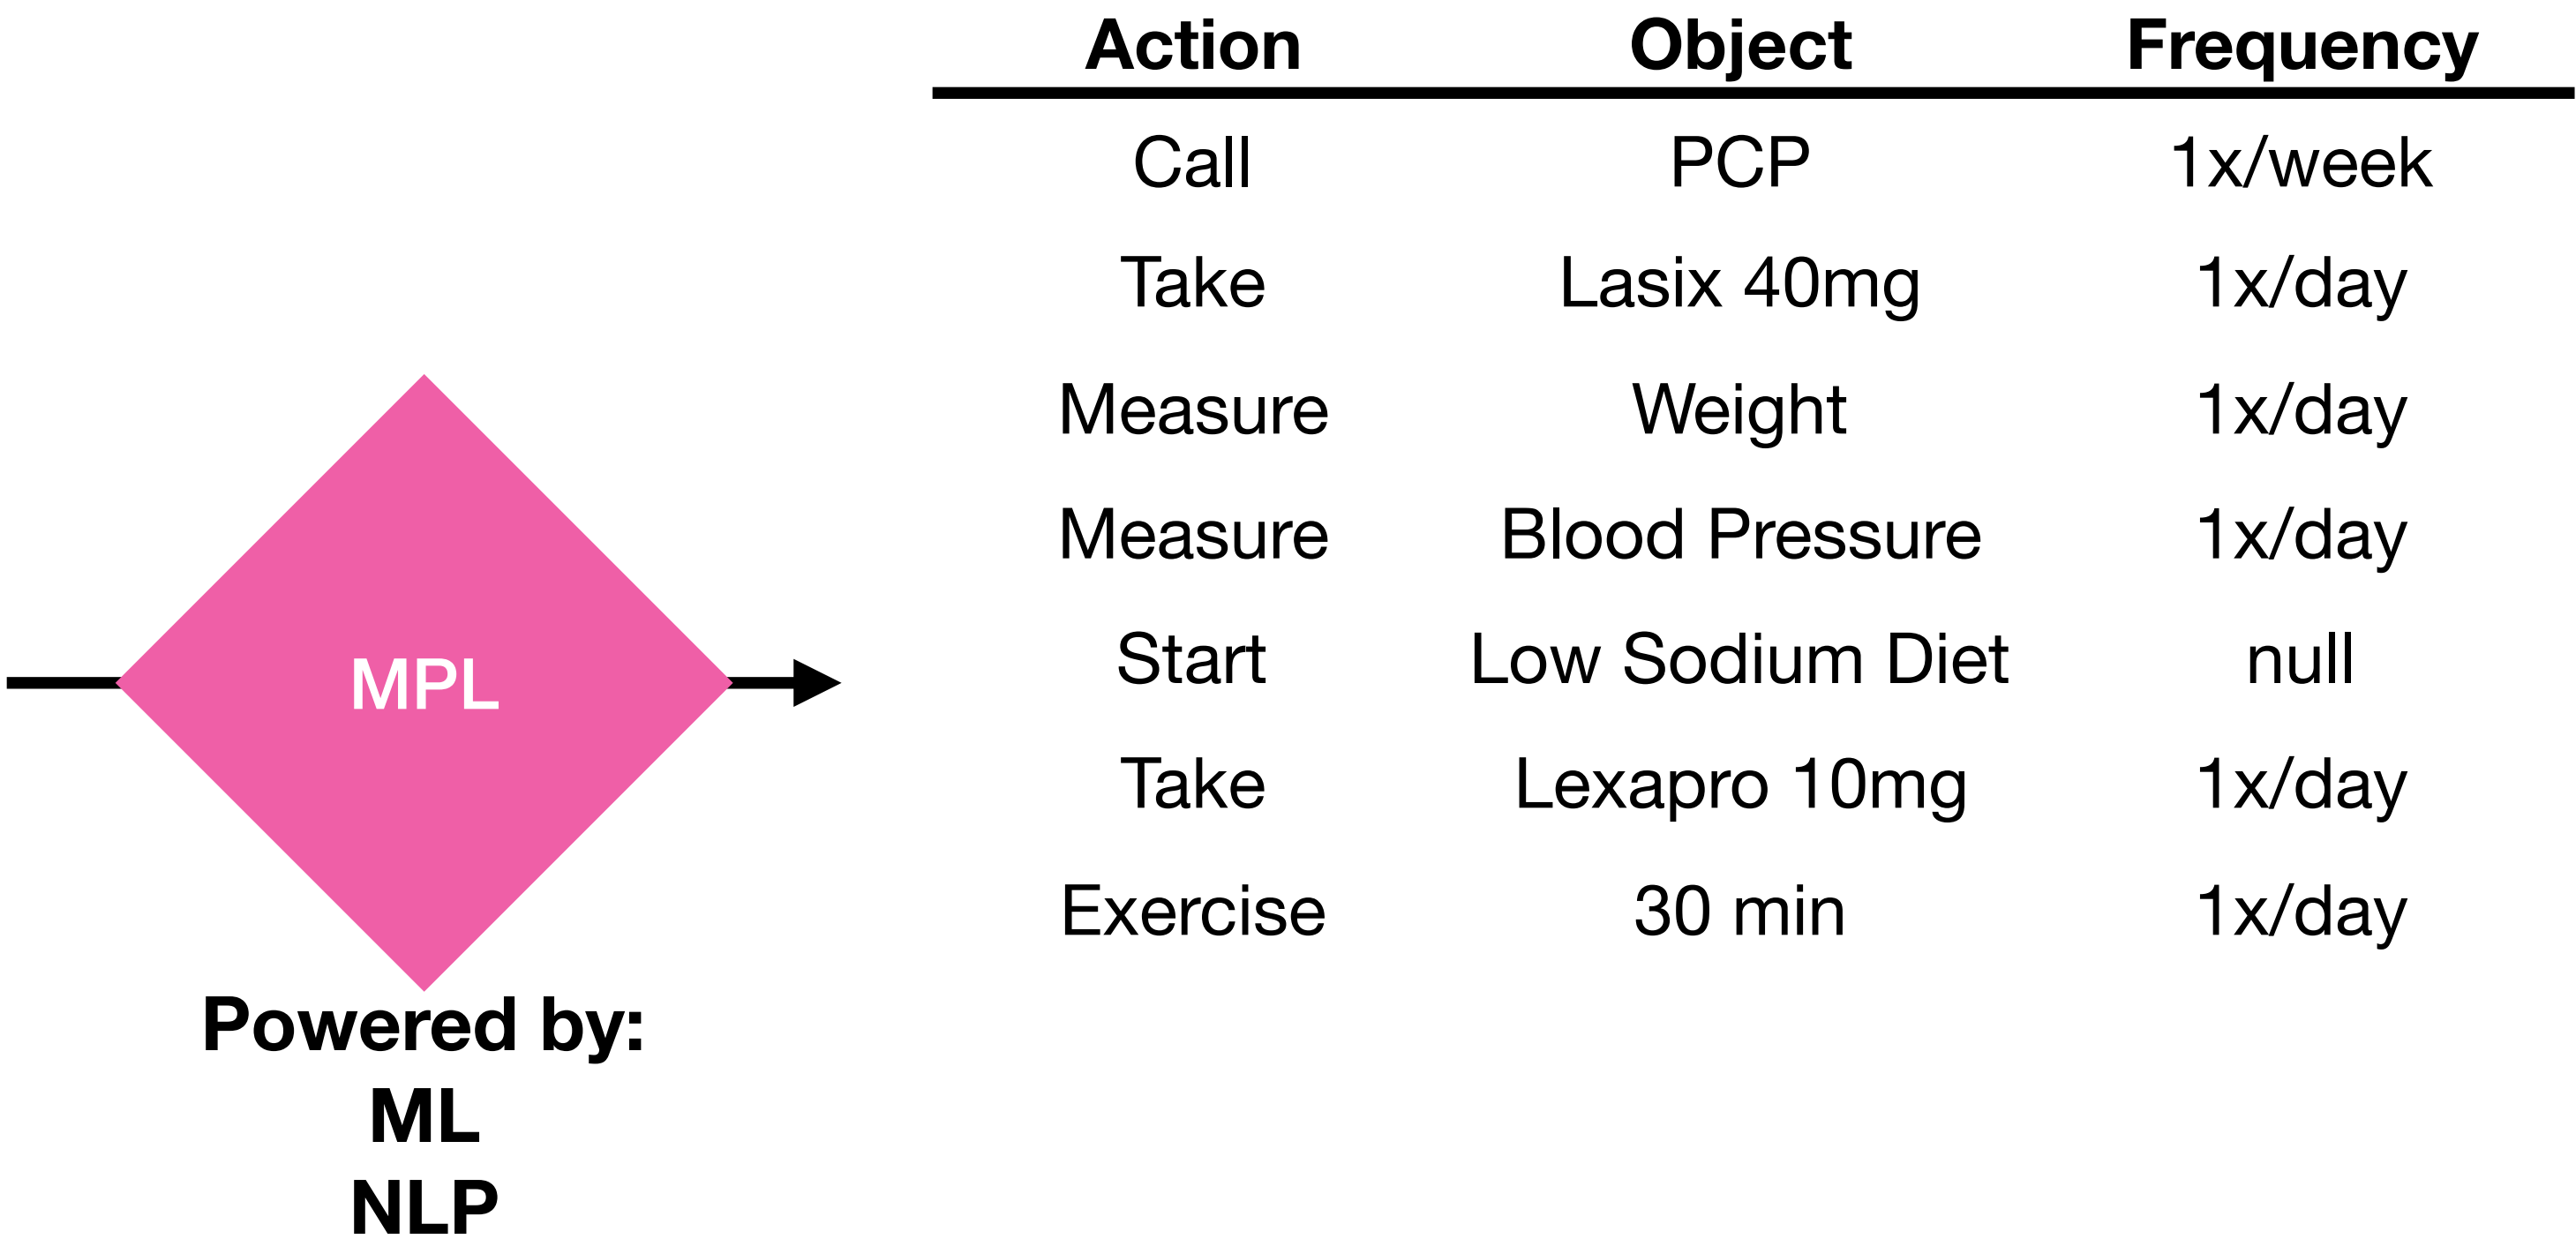 MPL
Powered by:
ML
NLP
Action Object Frequency
Call PCP 1x/week
Take Lasix 40mg 1x/day
Measure Weight 1x/day
Measure Blood Pressure 1x/day
Start Low Sodium Diet null
Take Lexapro 10mg 1x/day
Exercise 30 min 1x/day